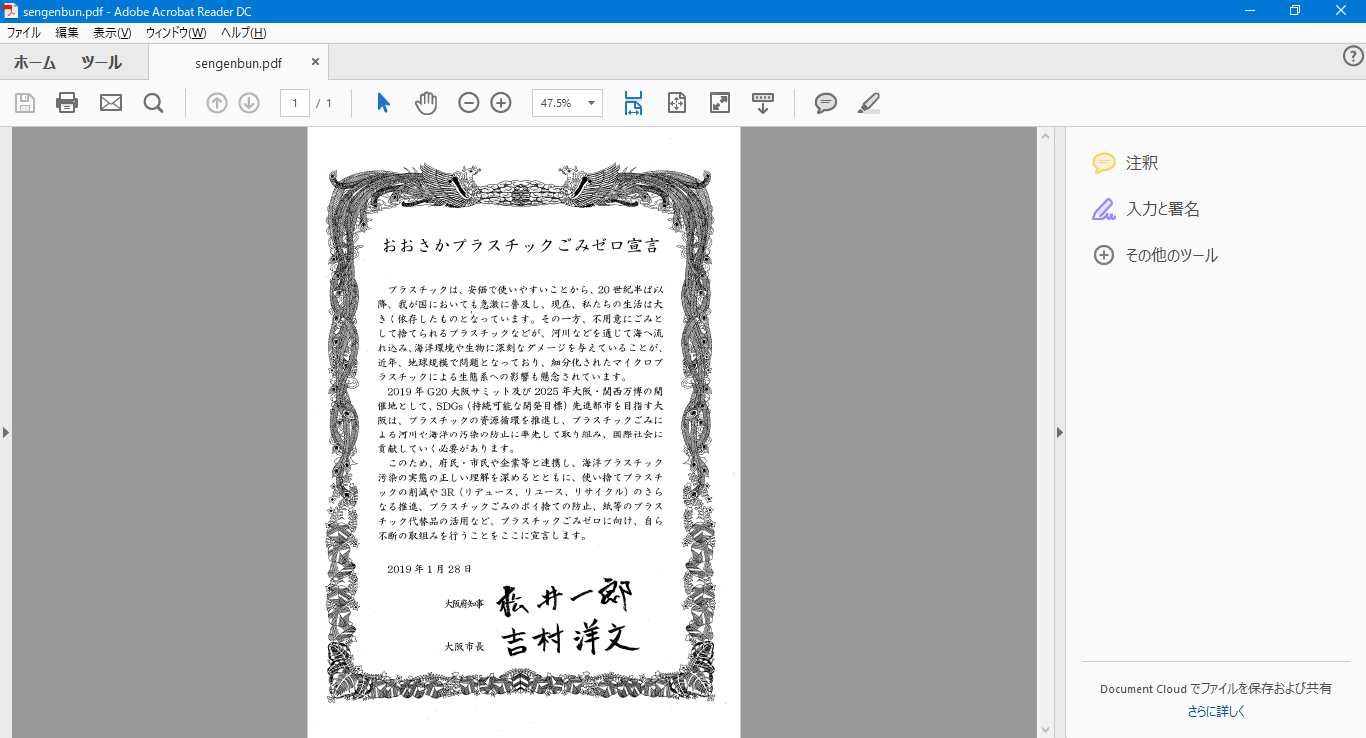 sengenbun.pdf - Adobe Acrobat Reader DC
ファイル 編集 表示(V) ウィンドウ(W) ヘルプ(H)
ホーム ツール sengenbun.pdf ×
1 / 1 47.5%
おおさかプラスチックごみゼロ宣言
プラスチックは、安価で使いやすいことから、20世紀半ば以
降、我が国においても急激に普及し、現在、私たちの生活は大
きく依存したものとなっています。その一方、不用意にごみと
して捨てられるプラスチックなどが、河川などを通じて海へ流
れ込み、海洋環境や生物に深刻なダメージを与えていることが、
近年、地球規模で問題となっており、細分化されたマイクロプ
ラスチックによる生態系への影響も懸念されています。
2019年G20大阪サミット及び2025年大阪・関西万博の開
催地として、SDGs（持続可能な開発目標）先進都市を目指す大
阪は、プラスチックの資源循環を推進し、プラスチックごみに
よる河川や海洋の汚染の防止に率先して取り組み、国際社会に
貢献していく必要があります。
このため、府民・市民や企業等と連携し、海洋プラスチック
汚染の実態の正しい理解を深めるとともに、使い捨てプラスチ
ックの削減や3R（リデュース、リユース、リサイクル）のさら
なる推進、プラスチックごみのポイ捨ての防止、紙等のプラス
チック代替品の活用など、プラスチックごみゼロに向け、自ら
不断の取組みを行うことをここに宣言します。
2019年1月28日
大阪府知事 松井一郎
大阪市長 吉村洋文
注釈
入力と署名
その他のツール
Document Cloud でファイルを保存および共有
さらに詳しく